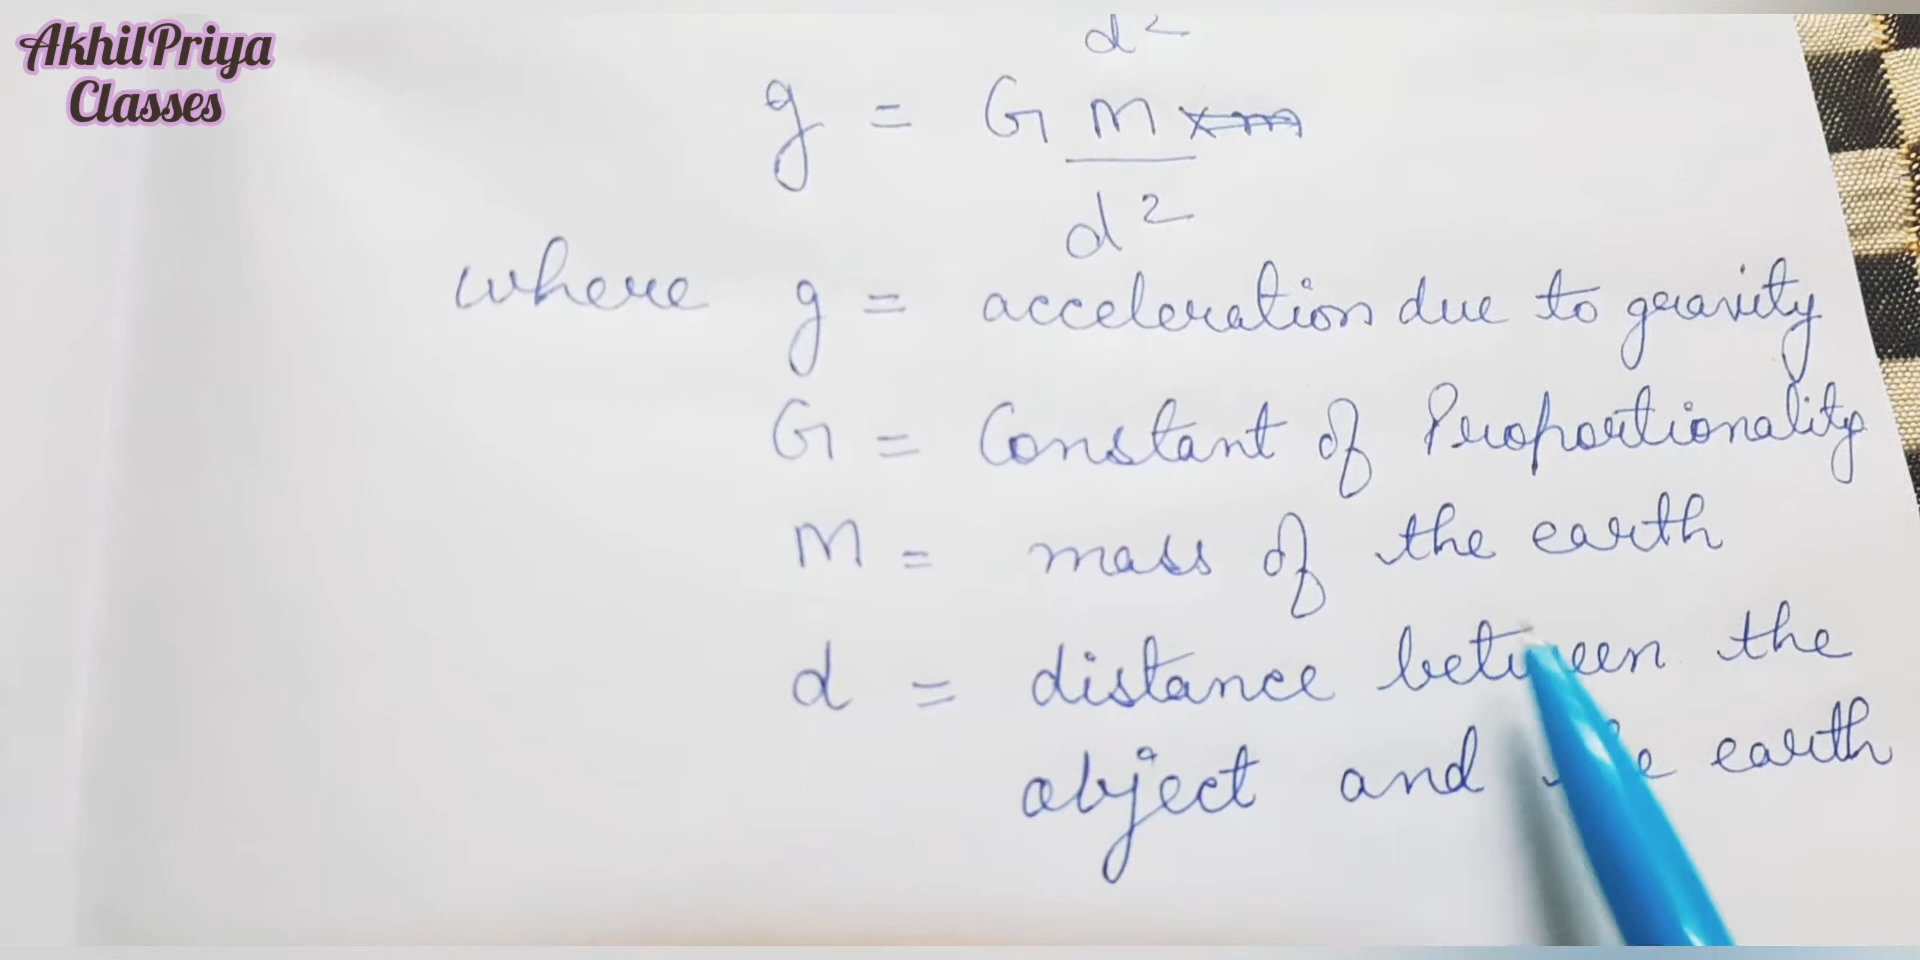 AkhilPriya
Classes
d²
g = G M × m
d²
where g = acceleration due to gravity
G = Constant of Proportionality
M = mass of the earth
d = distance between the
object and the earth